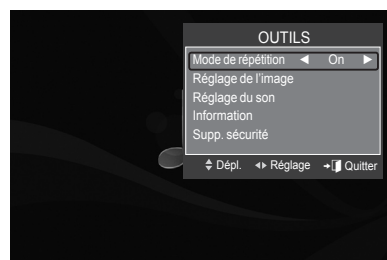 OUTILS
Mode de répétition ◄ On ►
Réglage de l'image
Réglage du son
Information
Supp. sécurité
Dépl. Réglage Quitter